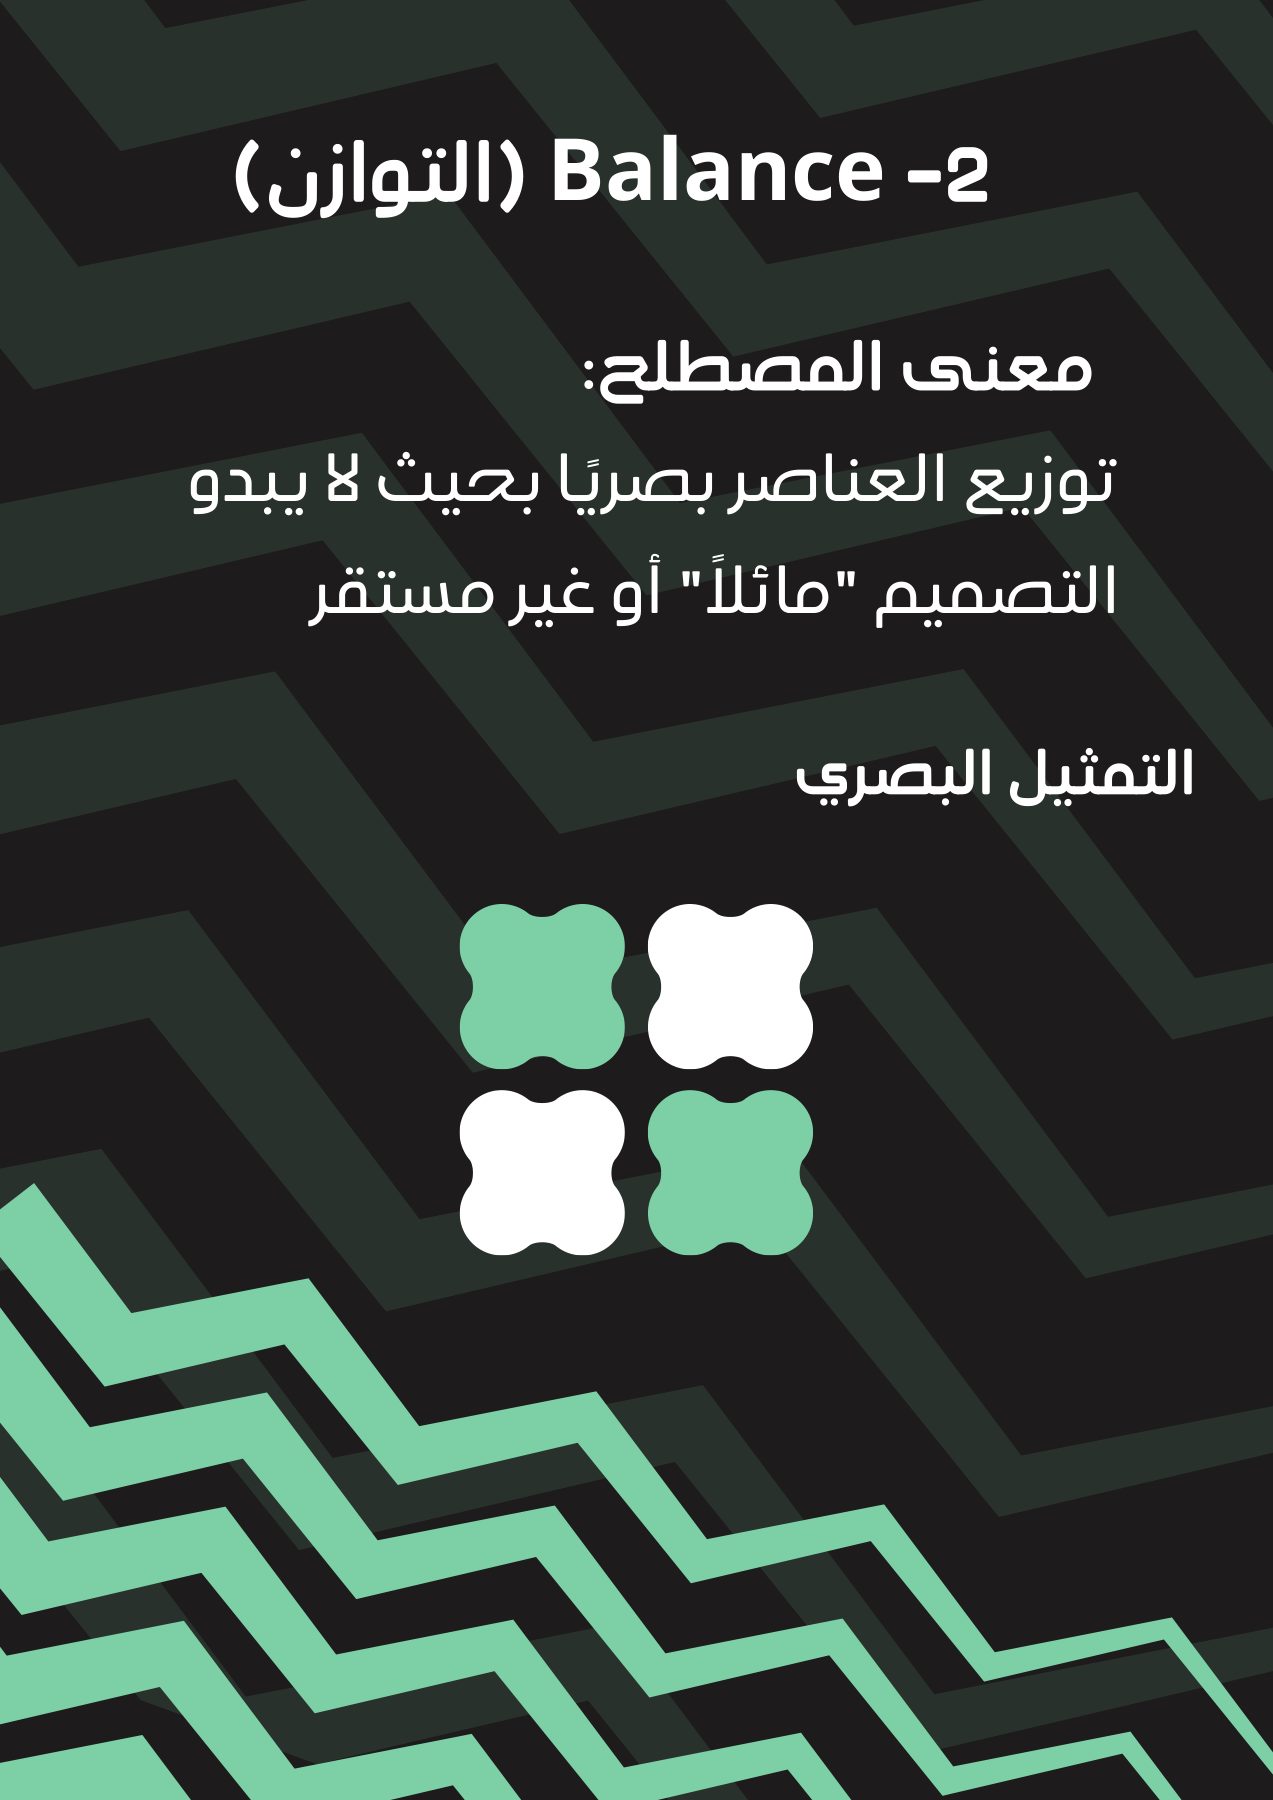 2- Balance (التوازن)
معنى المصطلح:
توزيع العناصر بصريًا بحيث لا يبدو
التصميم "مائلاً" أو غير مستقر
التمثيل البصري